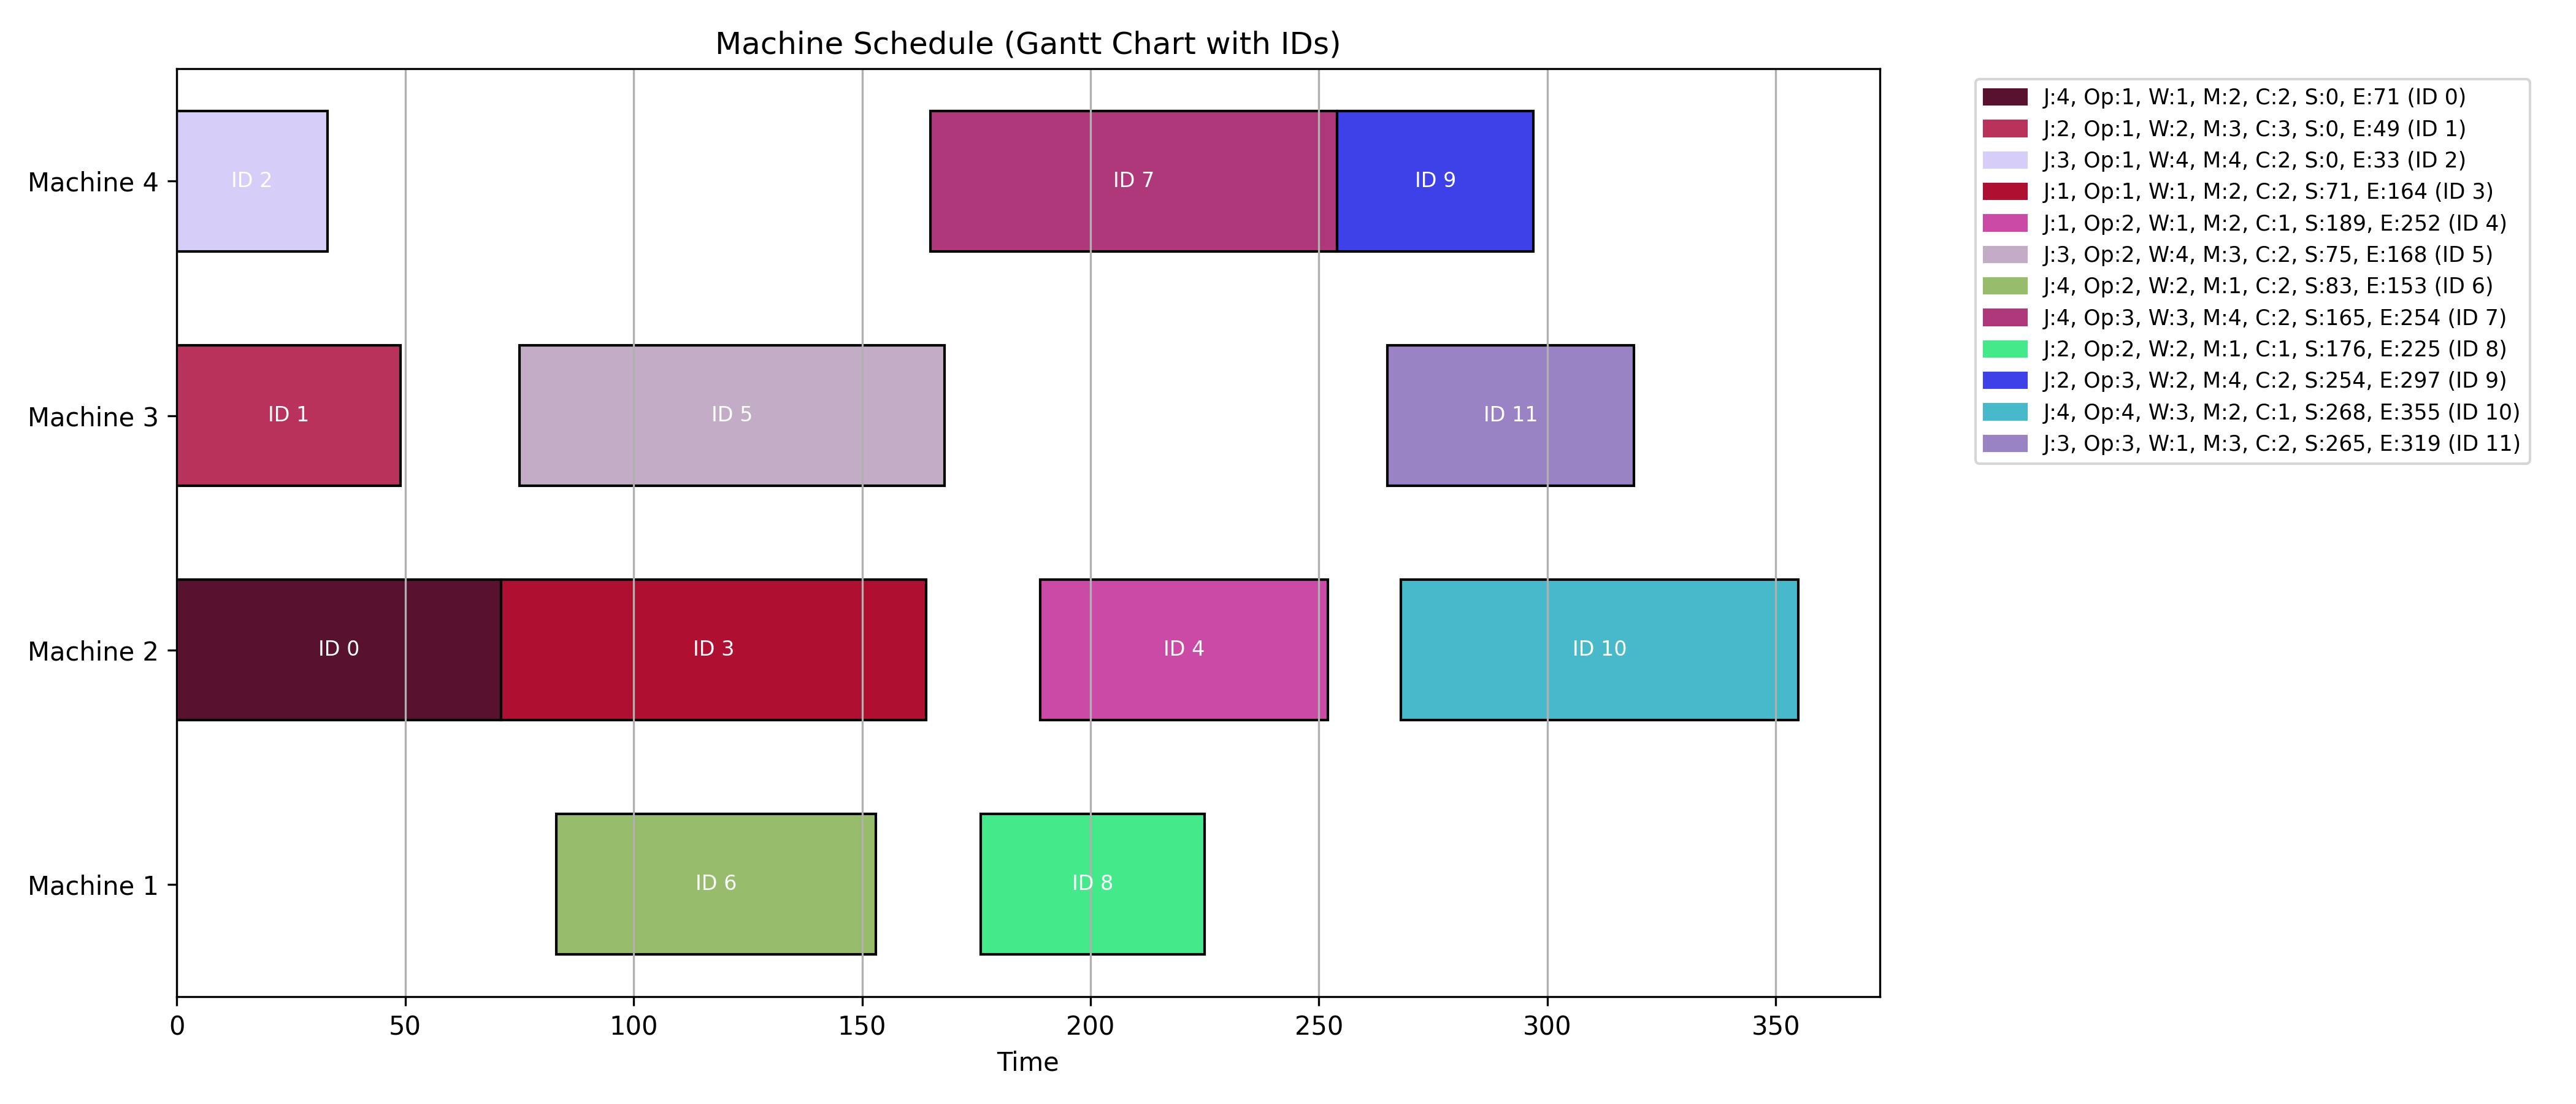 Machine Schedule (Gantt Chart with IDs)
Machine 4
Machine 3
Machine 2
Machine 1
ID 2
ID 7
ID 9
ID 1
ID 5
ID 11
ID 0
ID 3
ID 4
ID 10
ID 6
ID 8
0 50 100 150 200 250 300 350
Time
J:4, Op:1, W:1, M:2, C:2, S:0, E:71 (ID 0)
J:2, Op:1, W:2, M:3, C:3, S:0, E:49 (ID 1)
J:3, Op:1, W:4, M:4, C:2, S:0, E:33 (ID 2)
J:1, Op:1, W:1, M:2, C:2, S:71, E:164 (ID 3)
J:1, Op:2, W:1, M:2, C:1, S:189, E:252 (ID 4)
J:3, Op:2, W:4, M:3, C:2, S:75, E:168 (ID 5)
J:4, Op:2, W:2, M:1, C:2, S:83, E:153 (ID 6)
J:4, Op:3, W:3, M:4, C:2, S:165, E:254 (ID 7)
J:2, Op:2, W:2, M:1, C:1, S:176, E:225 (ID 8)
J:2, Op:3, W:2, M:4, C:2, S:254, E:297 (ID 9)
J:4, Op:4, W:3, M:2, C:1, S:268, E:355 (ID 10)
J:3, Op:3, W:1, M:3, C:2, S:265, E:319 (ID 11)